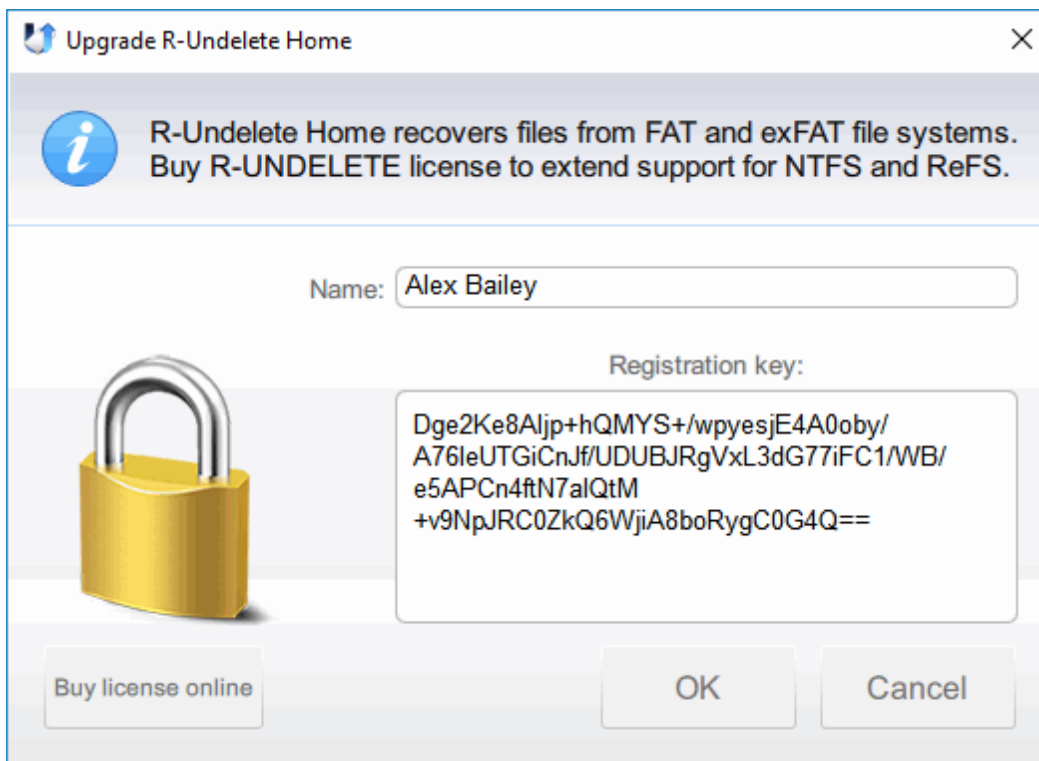 Upgrade R-Undelete Home
R-Undelete Home recovers files from FAT and exFAT file systems.
Buy R-UNDELETE license to extend support for NTFS and ReFS.
Name: Alex Bailey
Registration key:
Dge2Ke8AIjp+hQMYS+/wpyesjE4A0oby/
A76IeUTGiCnJf/UDUBJRgVxL3dG77iFC1/WB/
e5APCn4ftN7alQtM
+v9NpJRC0ZkQ6WjiA8boRygC0G4Q==
Buy license online
OK
Cancel